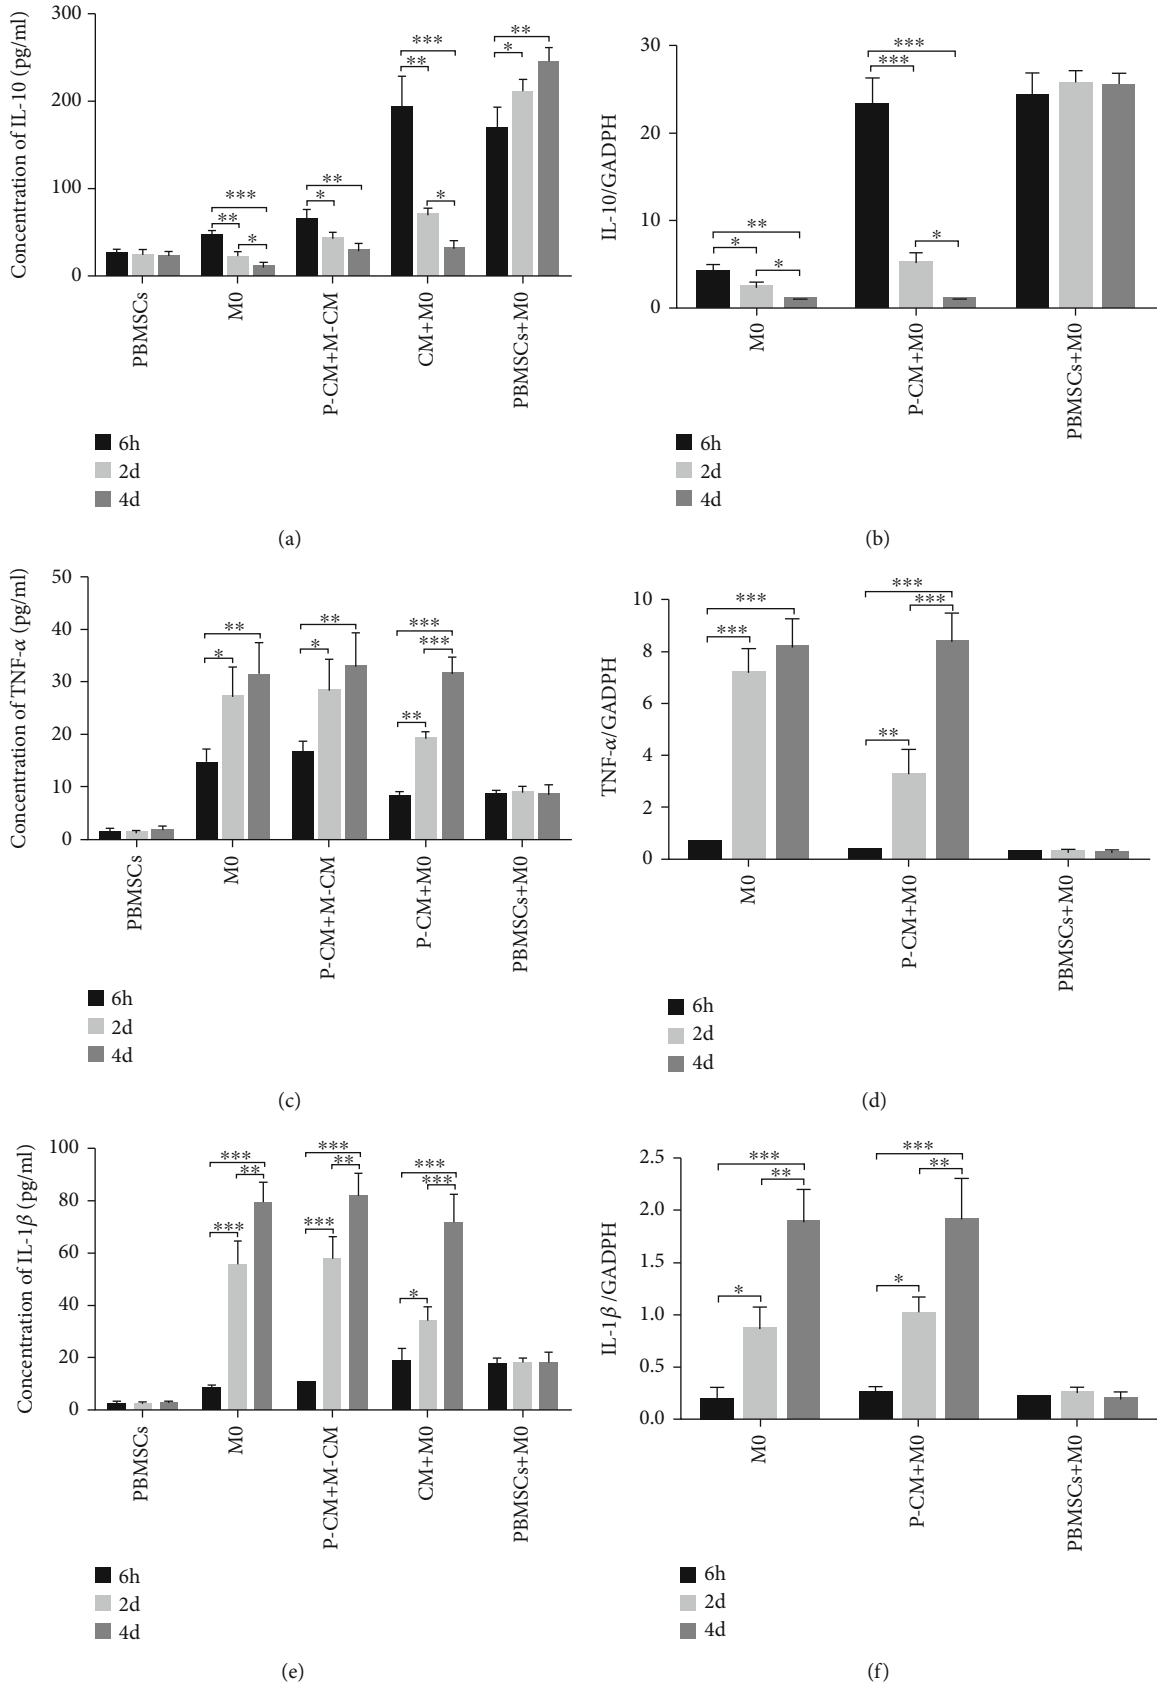 Concentration of IL-10 (pg/ml)
300
200
100
0
***
**
*
**
*
***
**
*
**
*
PBMSCs
M0
P-CM+M-CM
CM+M0
PBMSCs+M0
6h
2d
4d
(a)
IL-10/GADPH
30
20
10
0
**
*
*
***
***
*
M0
P-CM+M0
PBMSCs+M0
6h
2d
4d
(b)
Concentration of TNF-α (pg/ml)
50
40
30
20
10
0
**
*
**
*
***
***
**
PBMSCs
M0
P-CM+M-CM
P-CM+M0
PBMSCs+M0
6h
2d
4d
(c)
TNF-α/GADPH
10
8
6
4
2
0
***
***
***
***
**
M0
P-CM+M0
PBMSCs+M0
6h
2d
4d
(d)
Concentration of IL-1β (pg/ml)
100
80
60
40
20
0
***
**
***
***
**
***
***
***
*
PBMSCs
M0
P-CM+M-CM
CM+M0
PBMSCs+M0
6h
2d
4d
(e)
IL-1β/GADPH
2.5
2.0
1.5
1.0
0.5
0.0
***
**
*
***
**
*
M0
P-CM+M0
PBMSCs+M0
6h
2d
4d
(f)